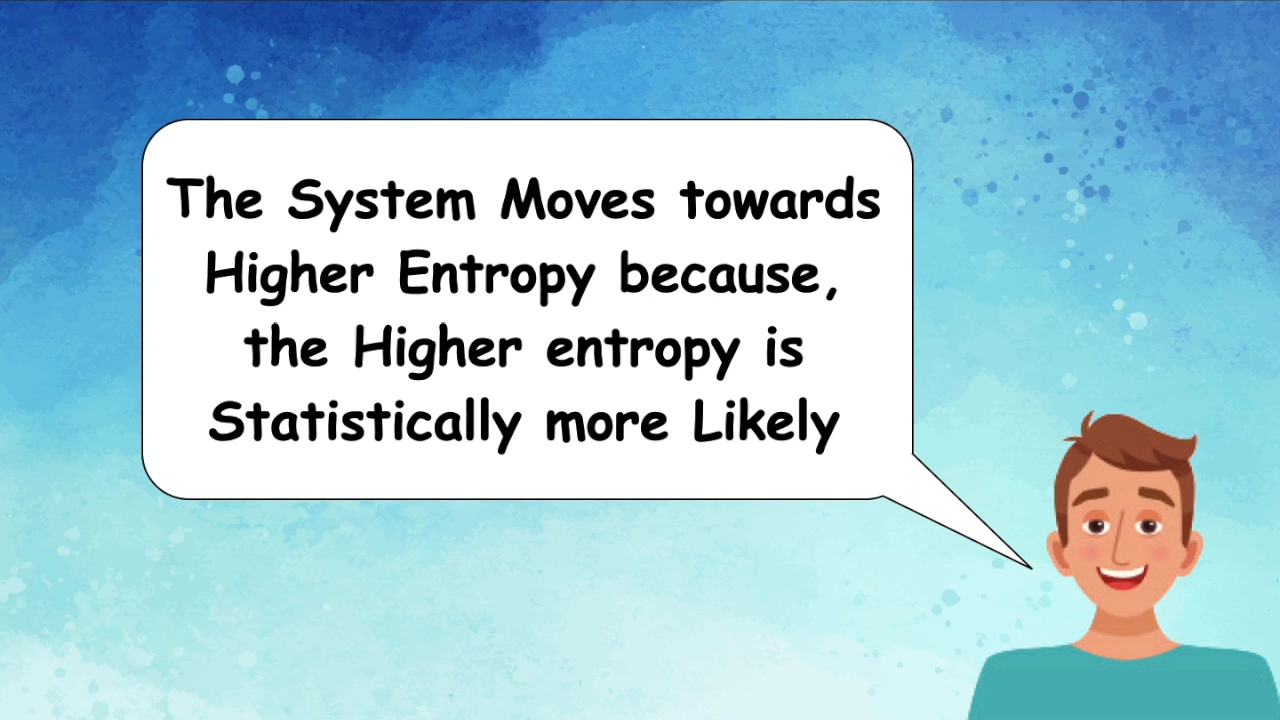 The System Moves towards
Higher Entropy because,
the Higher entropy is
Statistically more Likely